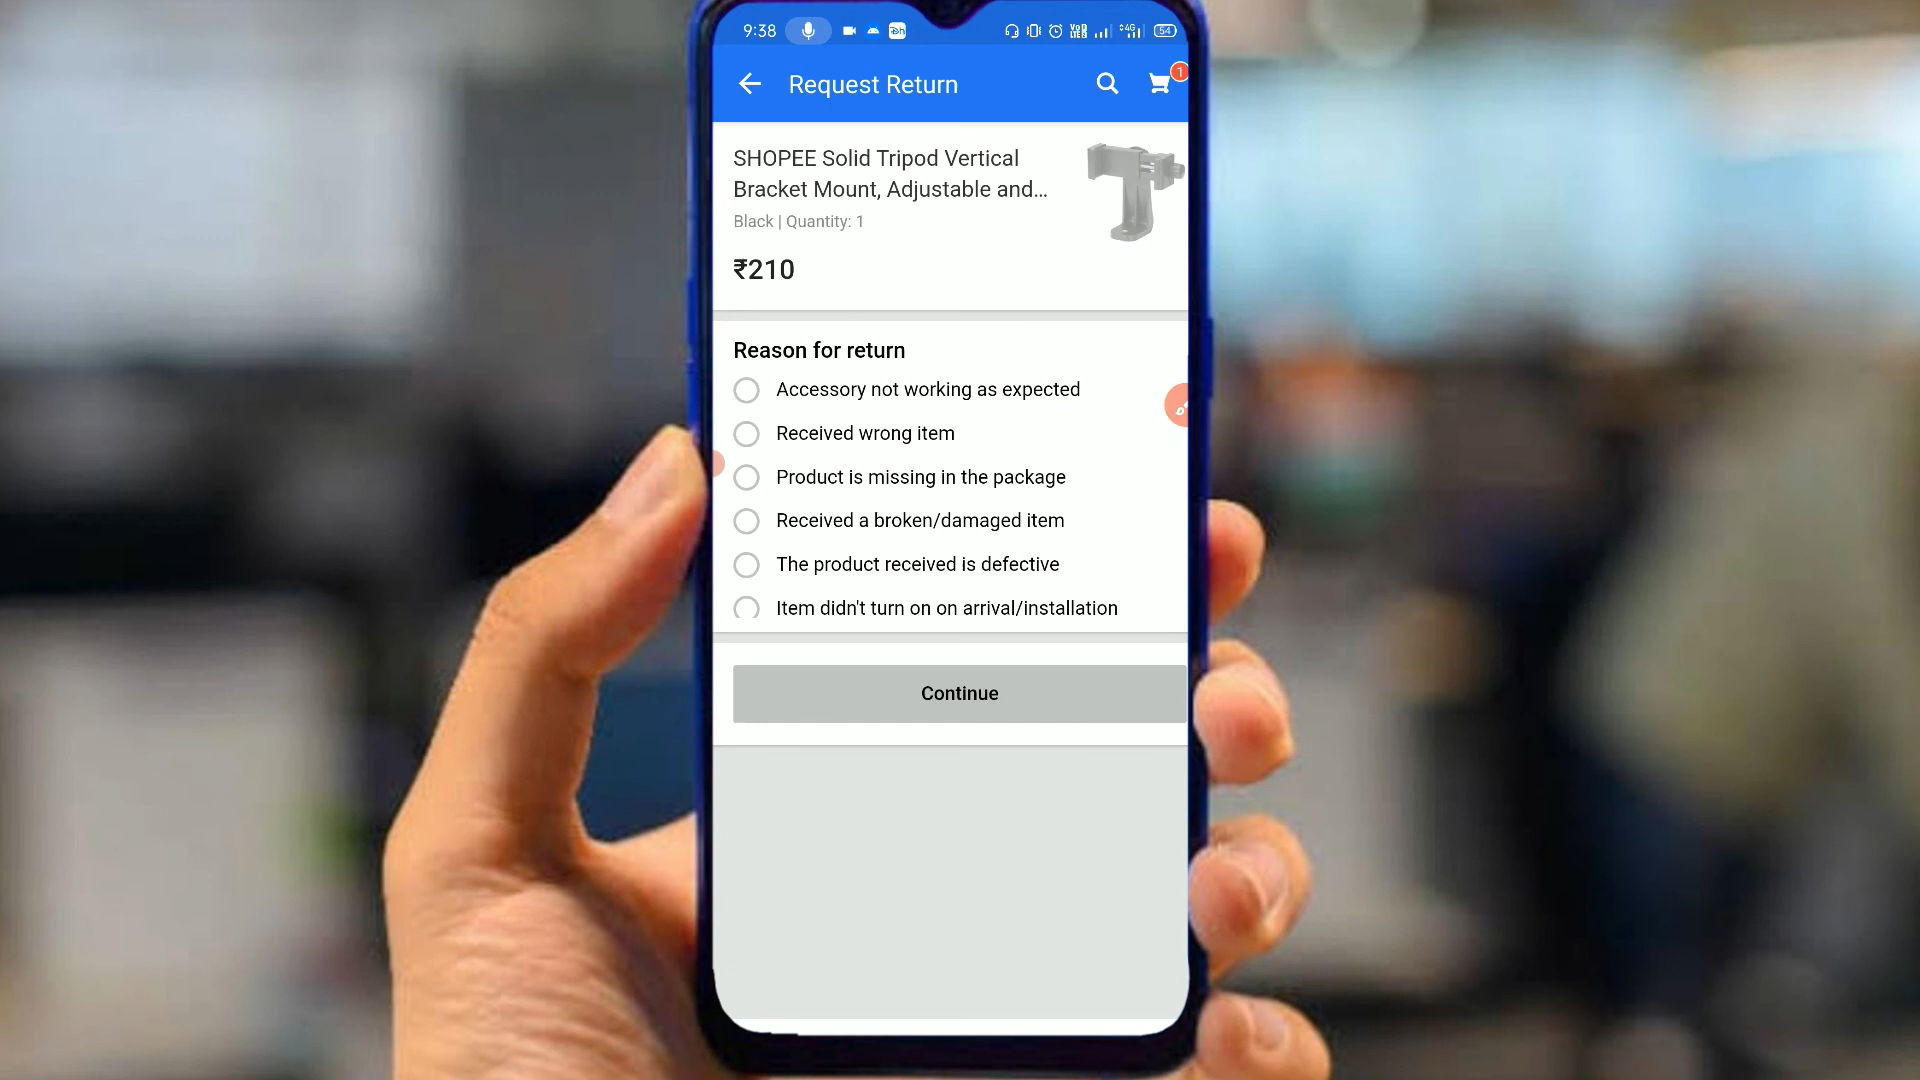 9:38
54
Request Return
1
SHOPEE Solid Tripod Vertical
Bracket Mount, Adjustable and...
Black | Quantity: 1
₹210
Reason for return
Accessory not working as expected
Received wrong item
Product is missing in the package
Received a broken/damaged item
The product received is defective
Item didn't turn on on arrival/installation
Continue